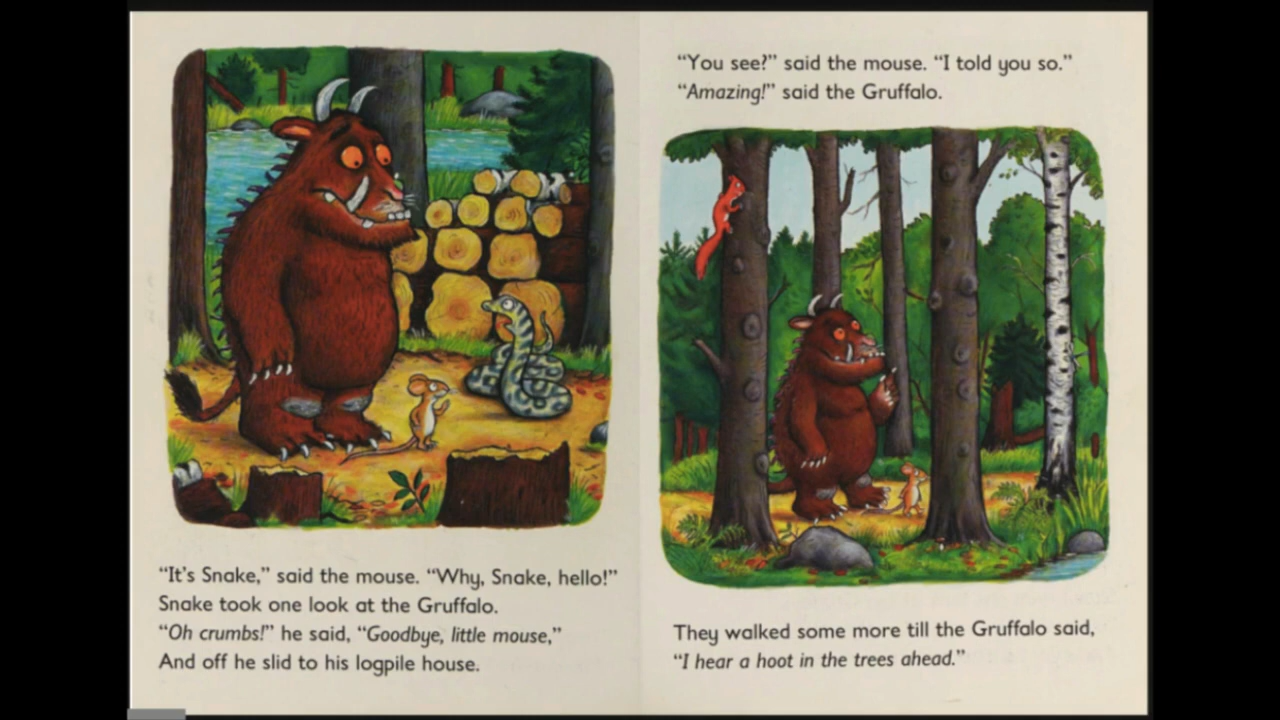 “It’s Snake,” said the mouse. “Why, Snake, hello!”
Snake took one look at the Gruffalo.
“Oh crumbs!” he said, “Goodbye, little mouse,”
And off he slid to his logpile house.
“You see?” said the mouse. “I told you so.”
“Amazing!” said the Gruffalo.
They walked some more till the Gruffalo said,
“I hear a hoot in the trees ahead.”